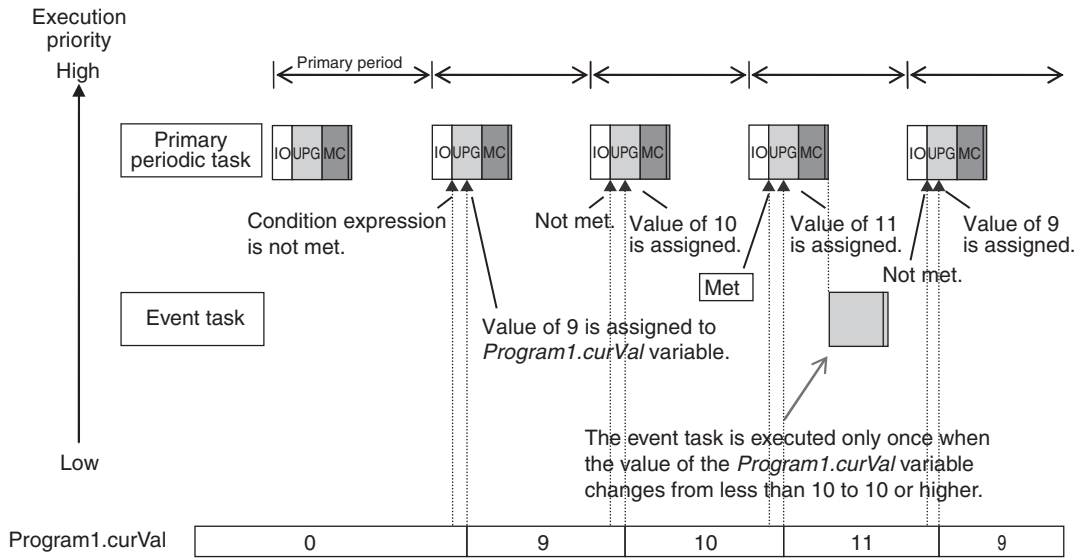 Execution
priority
High
Primary period
Primary
periodic task
IO UPG MC
IO UPG MC
IO UPG MC
IO UPG MC
IO UPG MC
Condition expression
is not met.
Not met.
Value of 10
is assigned.
Value of 11
is assigned.
Value of 9
is assigned.
Not met.
Met
Event task
Value of 9 is assigned to
Program1.curVal variable.
The event task is executed only once when
the value of the Program1.curVal variable
changes from less than 10 to 10 or higher.
Low
Program1.curVal
0
9
10
11
9